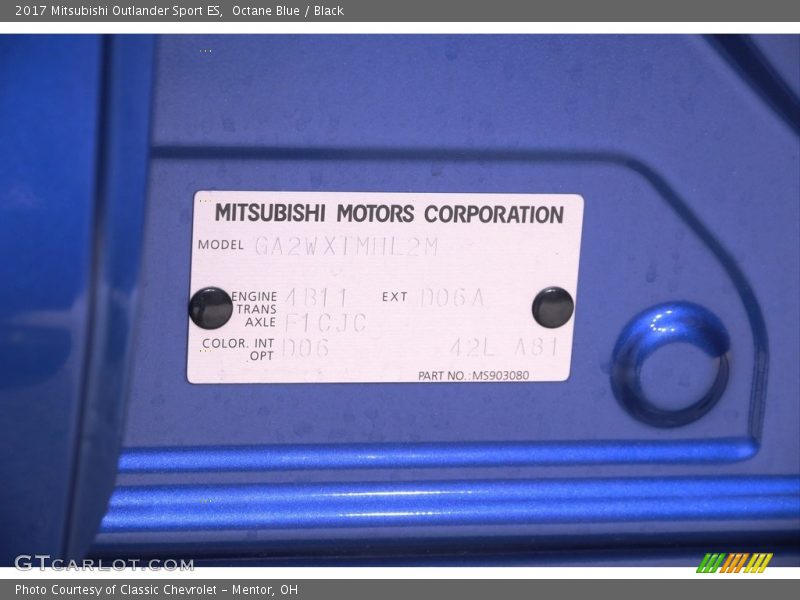 2017 Mitsubishi Outlander Sport ES,  Octane Blue / Black
MITSUBISHI MOTORS CORPORATION
MODEL GA2WXTMHL2M
ENGINE 4B11 EXT D06A
TRANS
AXLE F1CJC
COLOR. INT D06 42L A81
OPT
PART NO.:MS903080
GTCARLOT.COM
Photo Courtesy of Classic Chevrolet - Mentor, OH